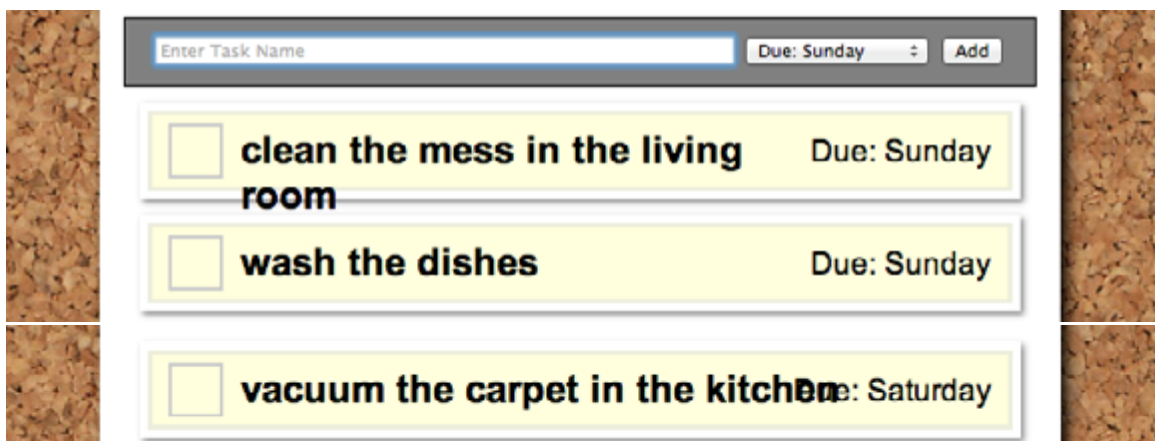 Enter Task Name Due: Sunday Add
clean the mess in the living Due: Sunday
room
wash the dishes Due: Sunday
vacuum the carpet in the kitchen Due: Saturday